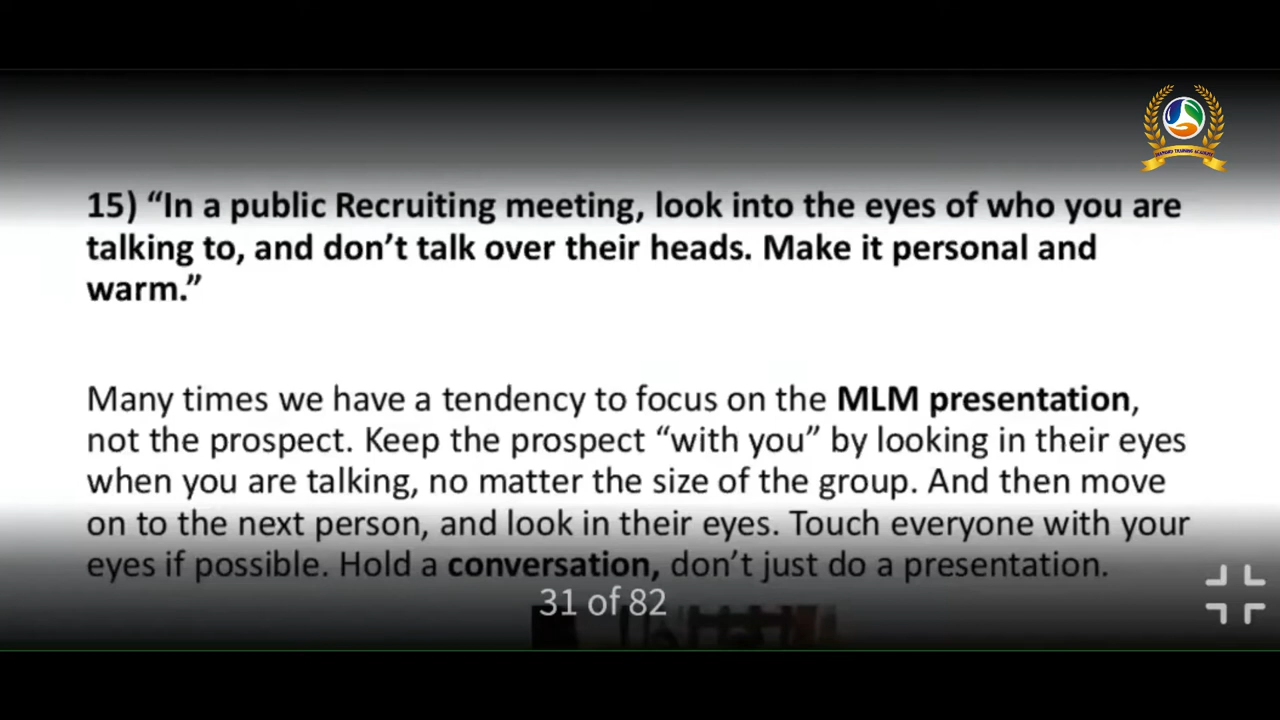 15) “In a public Recruiting meeting, look into the eyes of who you are
talking to, and don’t talk over their heads. Make it personal and
warm.”
Many times we have a tendency to focus on the MLM presentation,
not the prospect. Keep the prospect “with you” by looking in their eyes
when you are talking, no matter the size of the group. And then move
on to the next person, and look in their eyes. Touch everyone with your
eyes if possible. Hold a conversation, don’t just do a presentation.
31 of 82